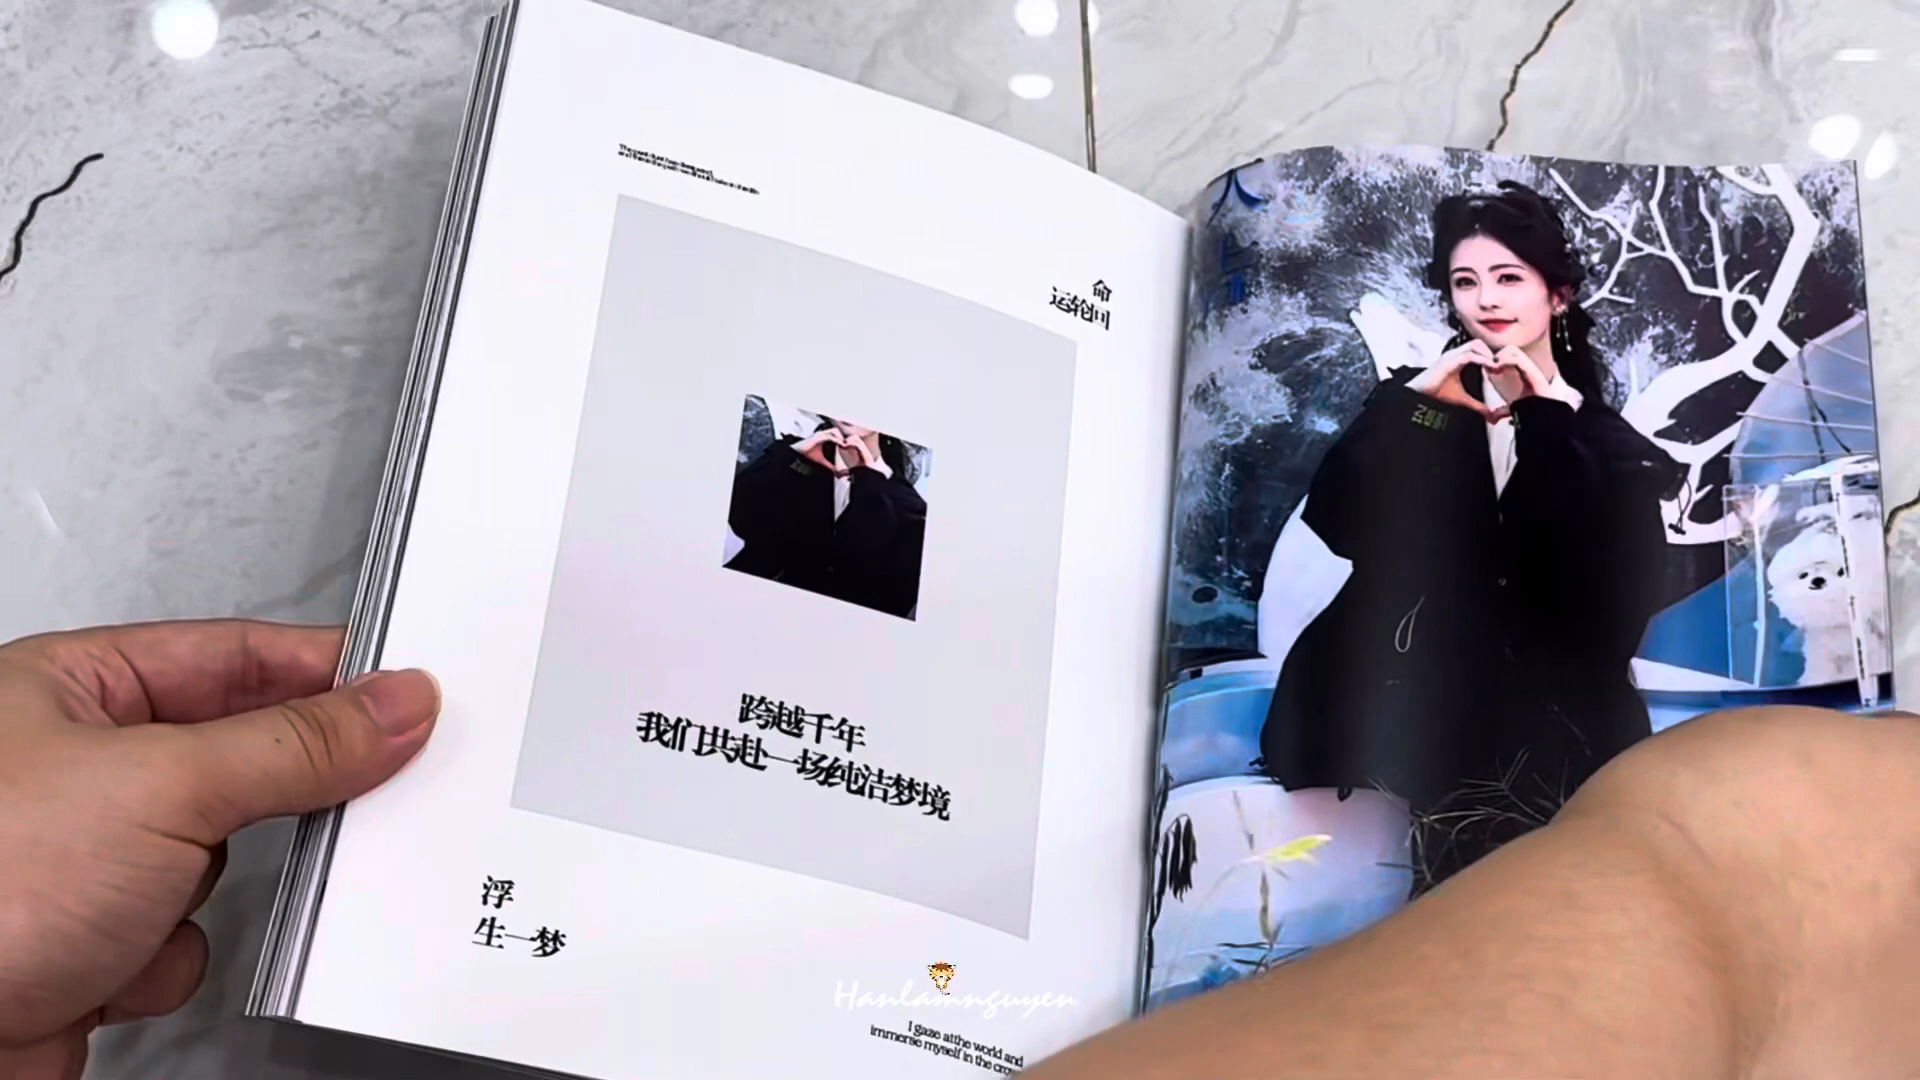 命
运轮回
跨越千年
我们共赴一场纯洁梦境
浮
生一梦
Hanlamnguyen
I gaze at the world and
immerse myself in the